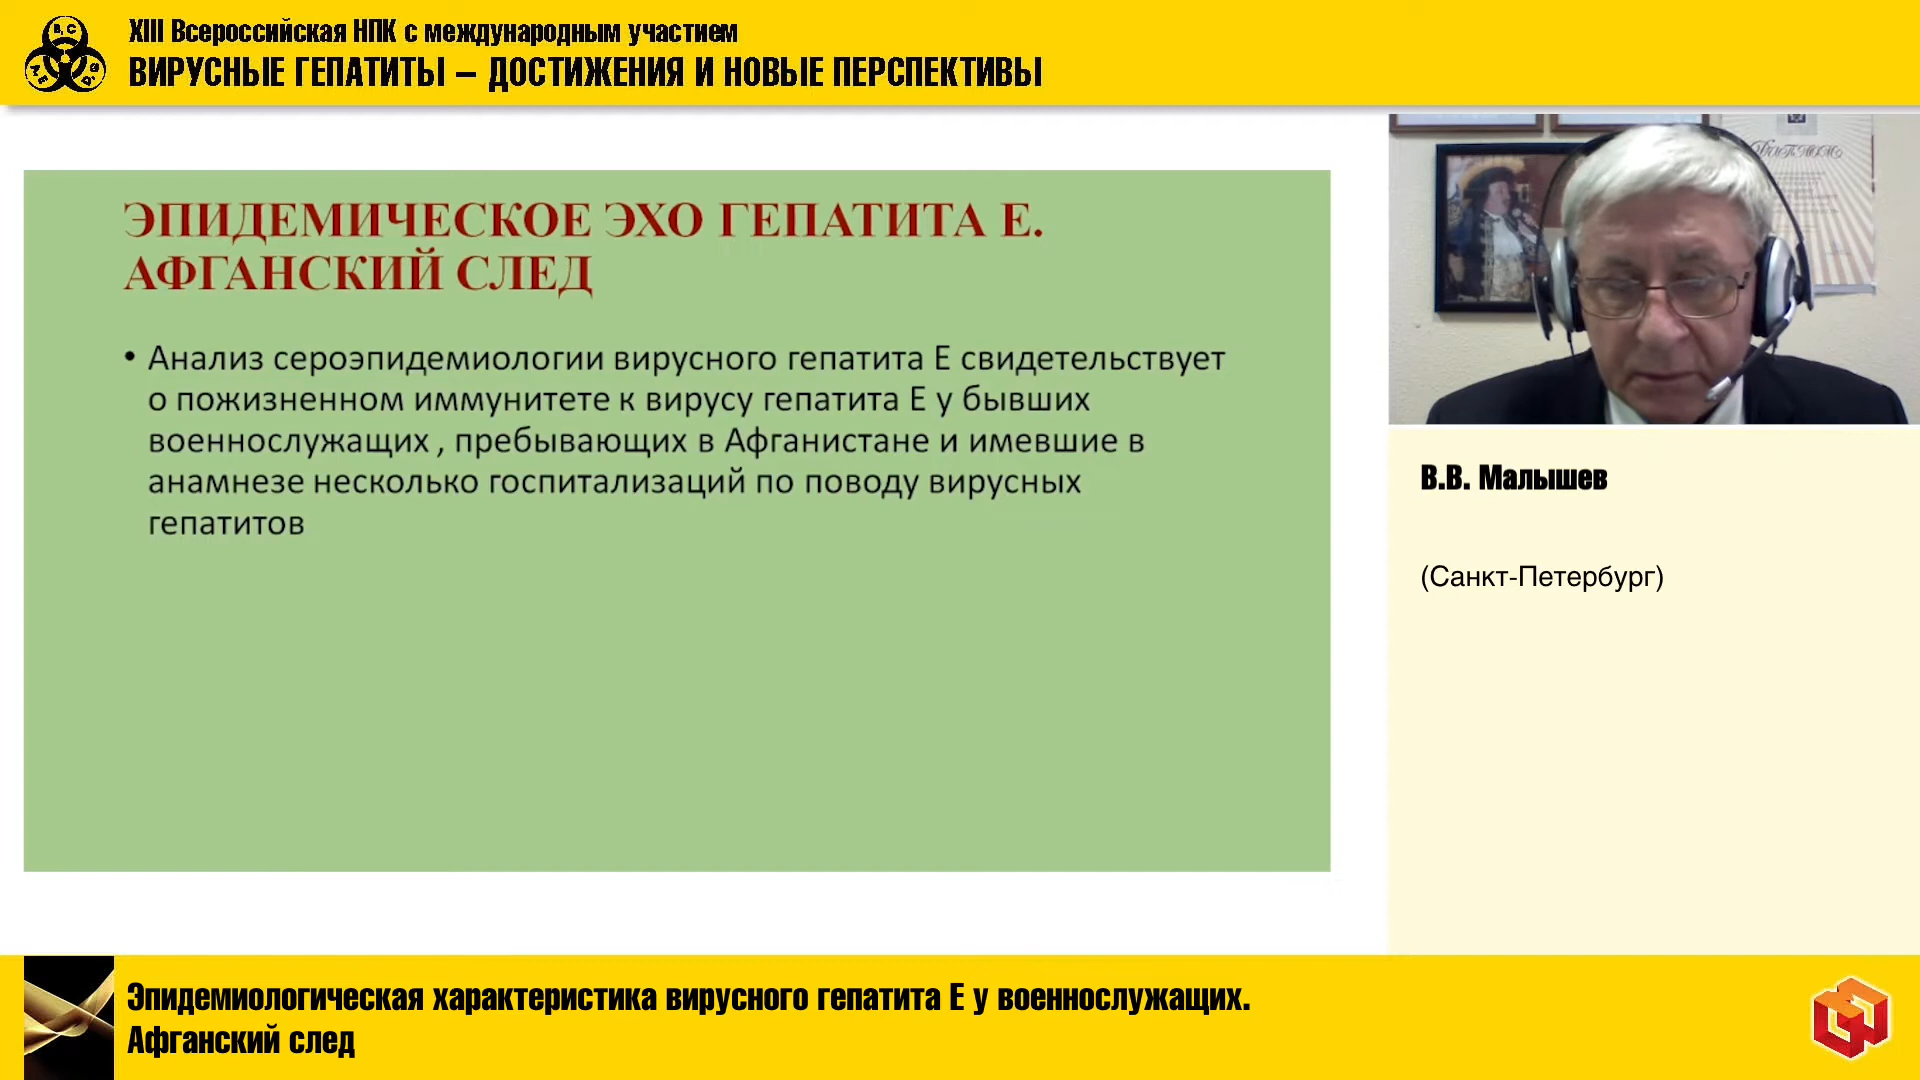 XIII Всероссийская НПК с международным участием
ВИРУСНЫЕ ГЕПАТИТЫ – ДОСТИЖЕНИЯ И НОВЫЕ ПЕРСПЕКТИВЫ
ЭПИДЕМИЧЕСКОЕ ЭХО ГЕПАТИТА Е.
АФГАНСКИЙ СЛЕД
• Анализ сероэпидемиологии вирусного гепатита Е свидетельствует
о пожизненном иммунитете к вирусу гепатита Е у бывших
военнослужащих , пребывающих в Афганистане и имевшие в
анамнезе несколько госпитализаций по поводу вирусных
гепатитов
В.В. Малышев
(Санкт-Петербург)
Эпидемиологическая характеристика вирусного гепатита Е у военнослужащих.
Афганский след